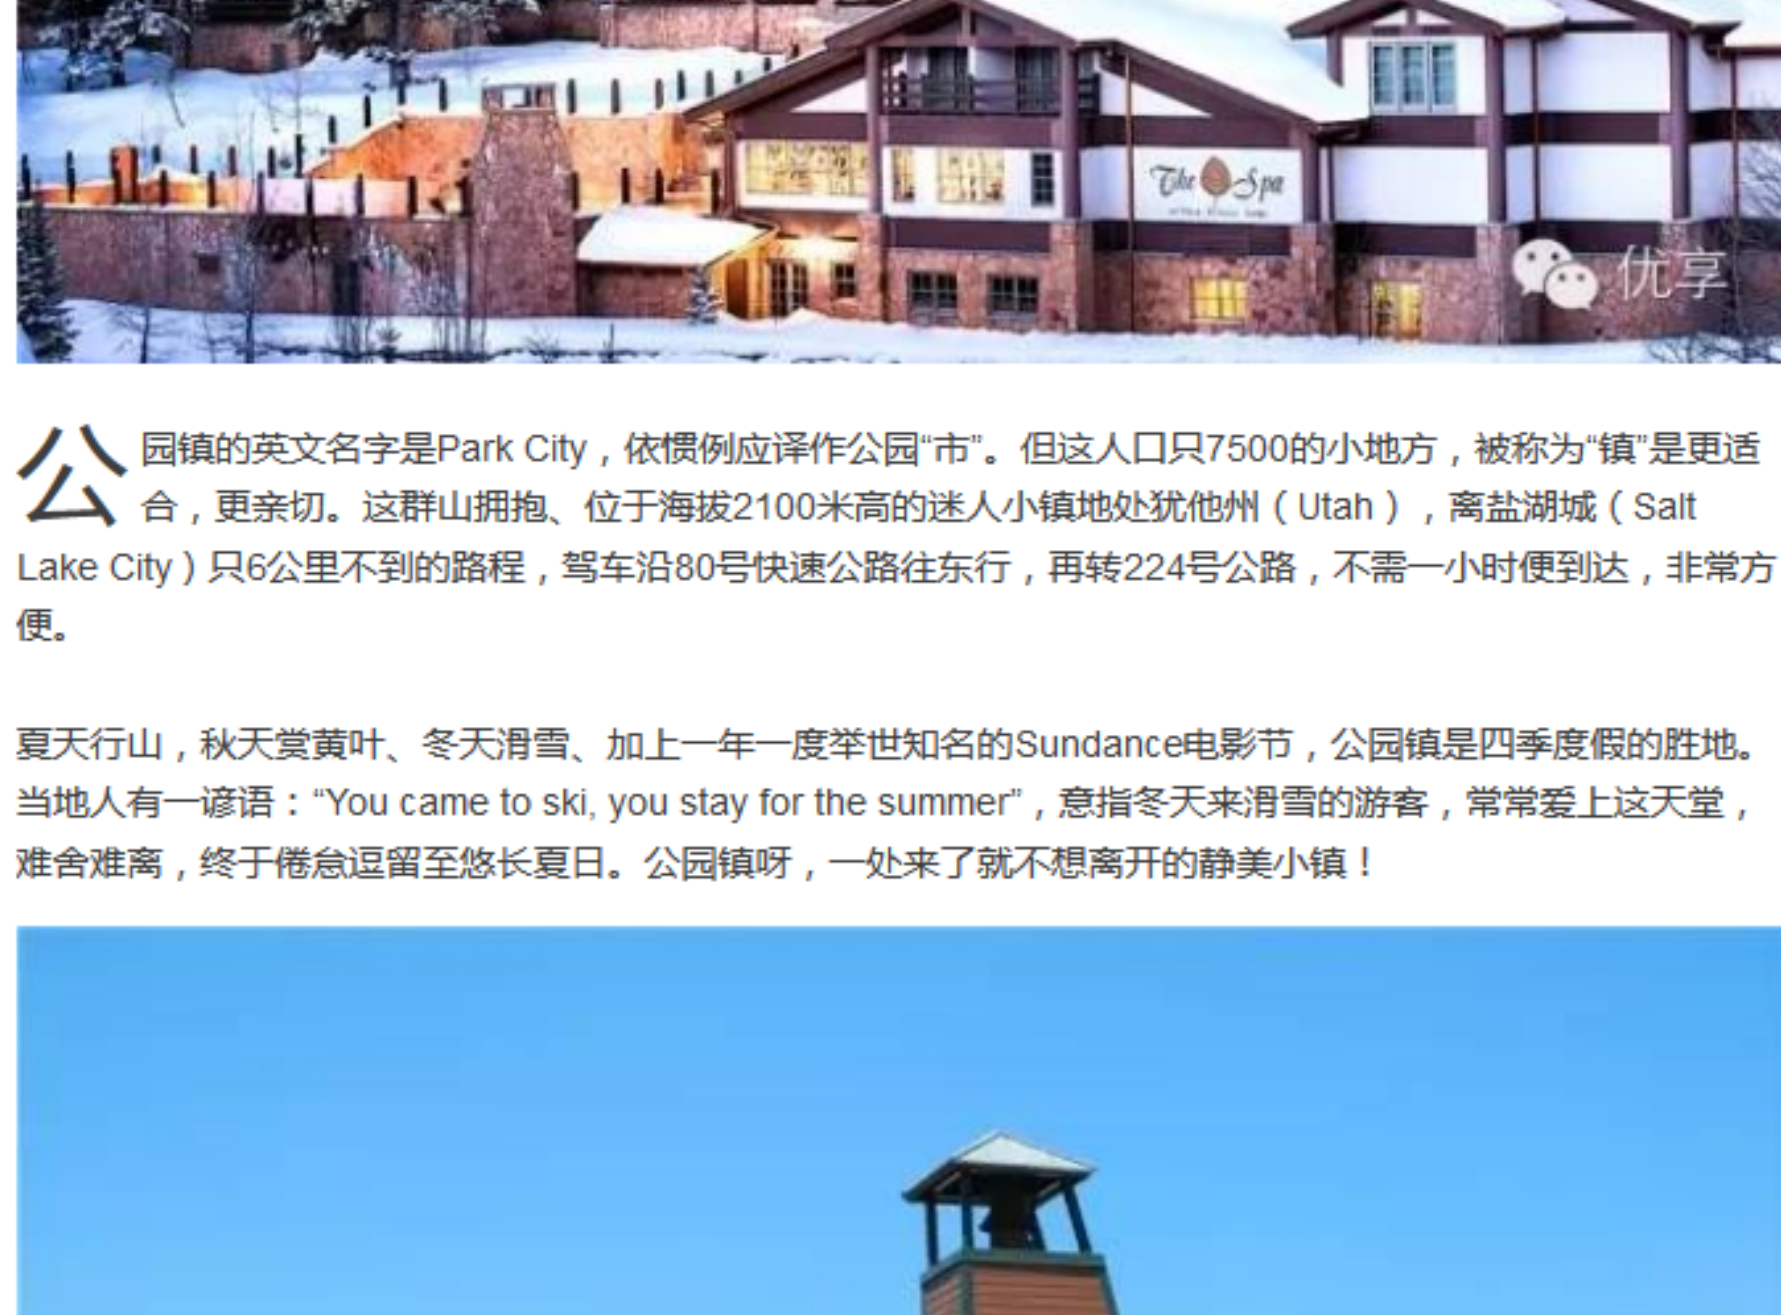 The Spa
优享
公园镇的英文名字是Park City，依惯例应译作公园“市”。但这人口只7500的小地方，被称为“镇”是更适
合，更亲切。这群山拥抱、位于海拔2100米高的迷人小镇地处犹他州（Utah），离盐湖城（Salt
Lake City）只6公里不到的路程，驾车沿80号快速公路往东行，再转224号公路，不需一小时便到达，非常方
便。
夏天行山，秋天赏黄叶、冬天滑雪、加上一年一度举世知名的Sundance电影节，公园镇是四季度假的胜地。
当地人有一谚语：“You came to ski, you stay for the summer”，意指冬天来滑雪的游客，常常爱上这天堂，
难舍难离，终于倦怠逗留至悠长夏日。公园镇呀，一处来了就不想离开的静美小镇！